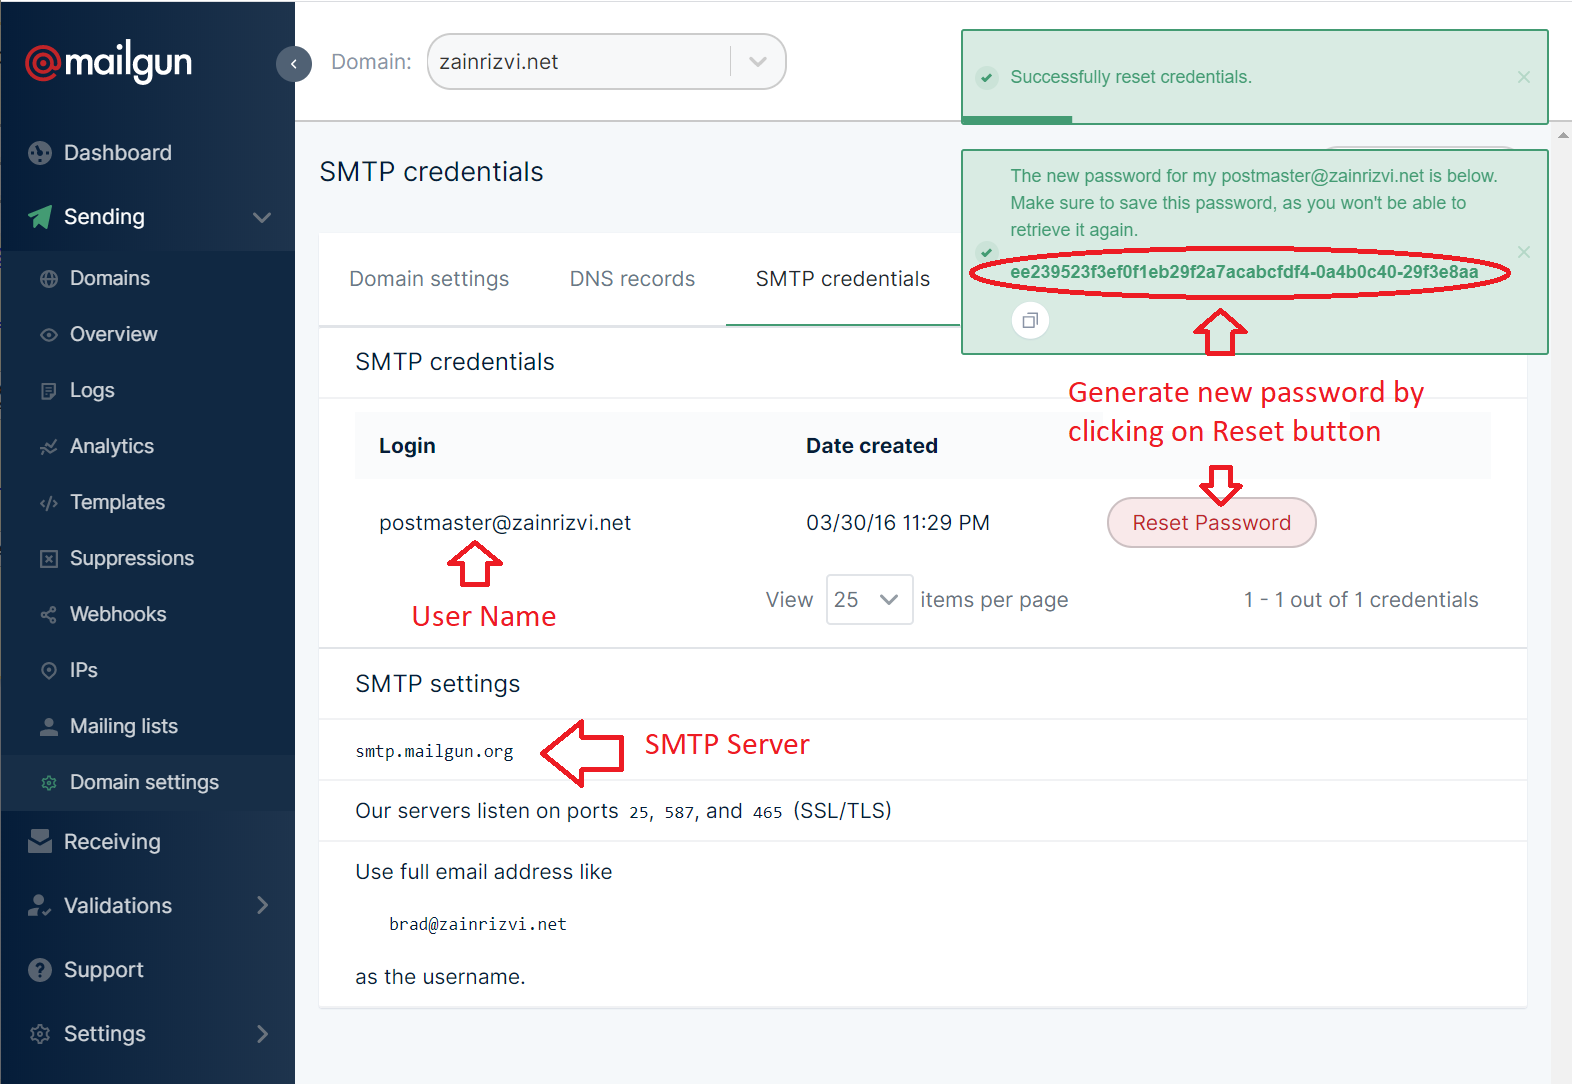 @mailgun
Domain:
zainrizvi.net
Successfully reset credentials.
Dashboard
Sending
Domains
Overview
Logs
Analytics
Templates
Suppressions
Webhooks
IPs
Mailing lists
Domain settings
Receiving
Validations
Support
Settings
SMTP credentials
The new password for my postmaster@zainrizvi.net is below.
Make sure to save this password, as you won't be able to
retrieve it again.
ee239523f3ef0f1eb29f2a7acabcfdf4-0a4b0c40-29f3e8aa
Domain settings
DNS records
SMTP credentials
SMTP credentials
Generate new password by
clicking on Reset button
Login
Date created
postmaster@zainrizvi.net
03/30/16 11:29 PM
Reset Password
User Name
View 25 items per page
1 - 1 out of 1 credentials
SMTP settings
smtp.mailgun.org
SMTP Server
Our servers listen on ports 25, 587, and 465 (SSL/TLS)
Use full email address like
brad@zainrizvi.net
as the username.